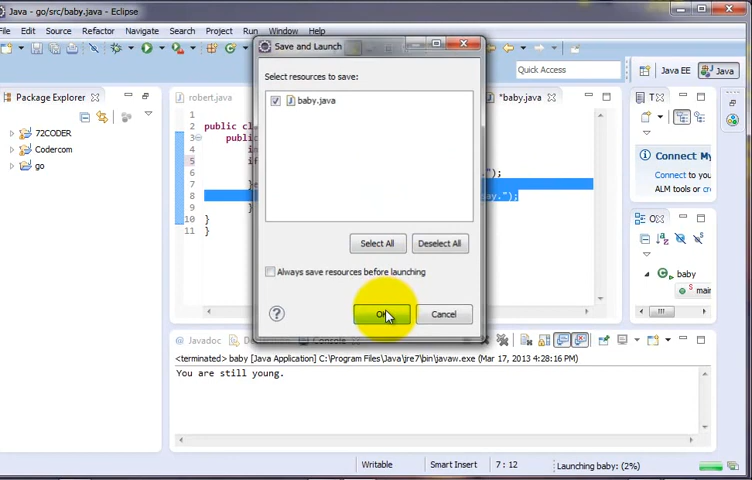 Java - go/src/baby.java - Eclipse
File Edit Source Refactor Navigate Search Project Run Window
Help
Save and Launch
Select resources to save:
baby.java
Select All
Deselect All
Always save resources before launching
OK
Cancel
Quick Access
Java EE
Java
Package Explorer
72CODER
Codercom
go
robert.java
*baby.java
1
2 public
3 public
4
5 if
6 .");
7 }
8 ay.");
9 }
10 }
11 }
Connect My
Connect to you
ALM tools or cre
baby
main
Javadoc
Console
<terminated> baby [Java Application] C:\Program Files\Java\jre7\bin\javaw.exe (Mar 17, 2013 4:28:16 PM)
You are still young.
Writable
Smart Insert
7 : 12
Launching baby: (2%)